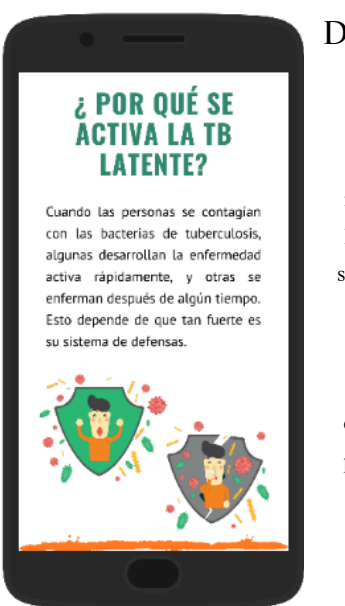 ¿ POR QUÉ SE
ACTIVA LA TB
LATENTE?
Cuando las personas se contagian
con las bacterias de tuberculosis,
algunas desarrollan la enfermedad
activa rápidamente, y otras se
enferman después de algún tiempo.
Esto depende de que tan fuerte es
su sistema de defensas.